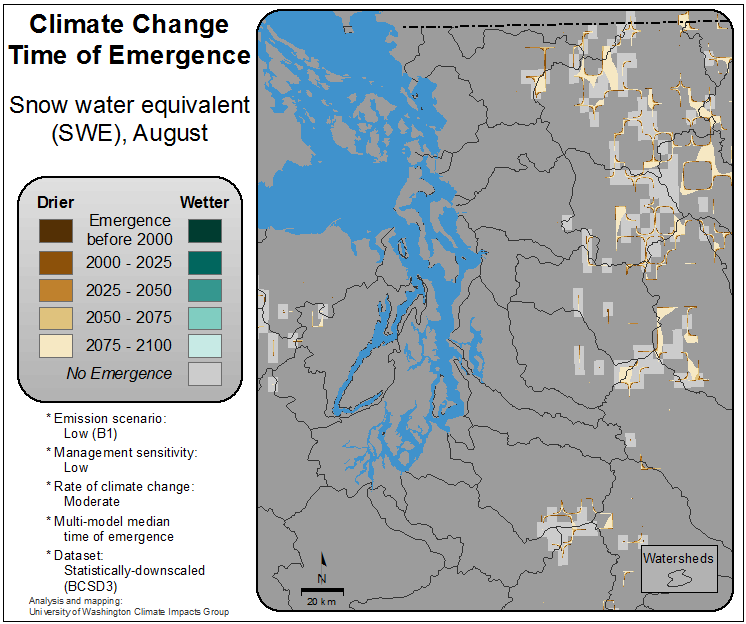 Climate Change
Time of Emergence
Snow water equivalent
(SWE), August
Drier
Wetter
Emergence
before 2000
2000 - 2025
2025 - 2050
2050 - 2075
2075 - 2100
No Emergence
* Emission scenario:
Low (B1)
* Management sensitivity:
Low
* Rate of climate change:
Moderate
* Multi-model median
time of emergence
* Dataset:
Statistically-downscaled
(BCSD3)
Analysis and mapping:
University of Washington Climate Impacts Group
N
20 km
Watersheds